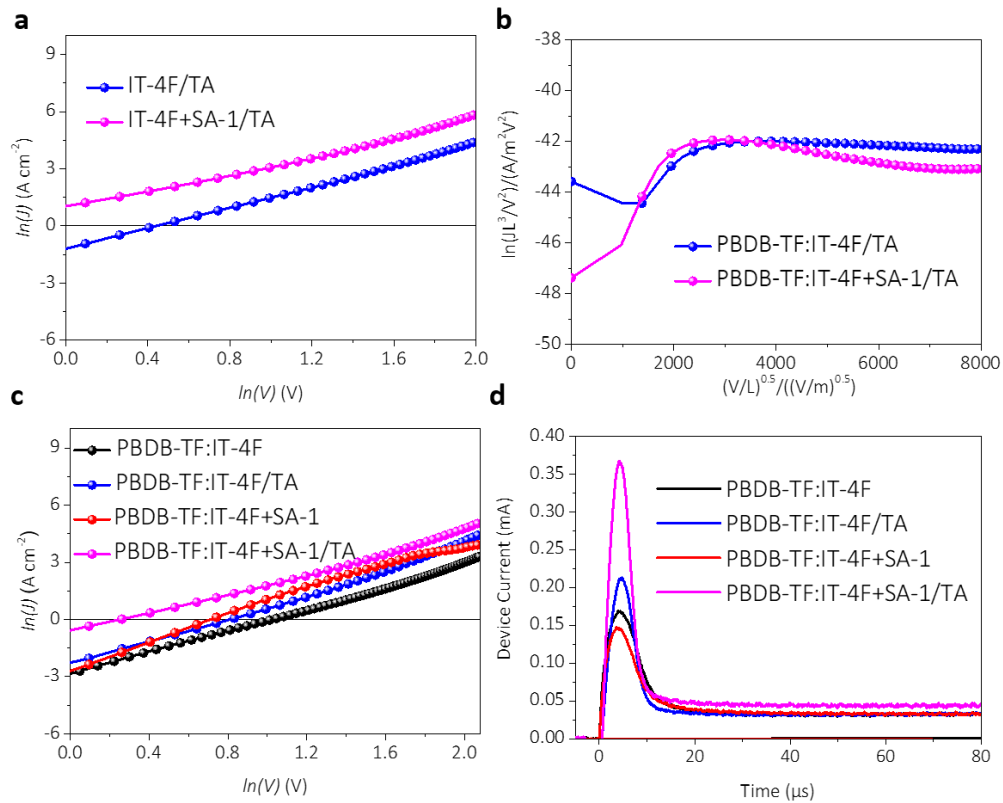 a
ln(J) (A cm⁻²)
9
6
3
0
-3
-6
IT-4F/TA
IT-4F+SA-1/TA
0.0 0.4 0.8 1.2 1.6 2.0
ln(V) (V)
b
ln(JL³/V²)/(A/m²V²)
-38
-40
-42
-44
-46
-48
-50
PBDB-TF:IT-4F/TA
PBDB-TF:IT-4F+SA-1/TA
0 2000 4000 6000 8000
(V/L)⁰·⁵/((V/m)⁰·⁵)
c
ln(J) (A cm⁻²)
9
6
3
0
-3
-6
PBDB-TF:IT-4F
PBDB-TF:IT-4F/TA
PBDB-TF:IT-4F+SA-1
PBDB-TF:IT-4F+SA-1/TA
0.0 0.4 0.8 1.2 1.6 2.0
ln(V) (V)
d
Device Current (mA)
0.40
0.35
0.30
0.25
0.20
0.15
0.10
0.05
0.00
PBDB-TF:IT-4F
PBDB-TF:IT-4F/TA
PBDB-TF:IT-4F+SA-1
PBDB-TF:IT-4F+SA-1/TA
0 20 40 60 80
Time (μs)